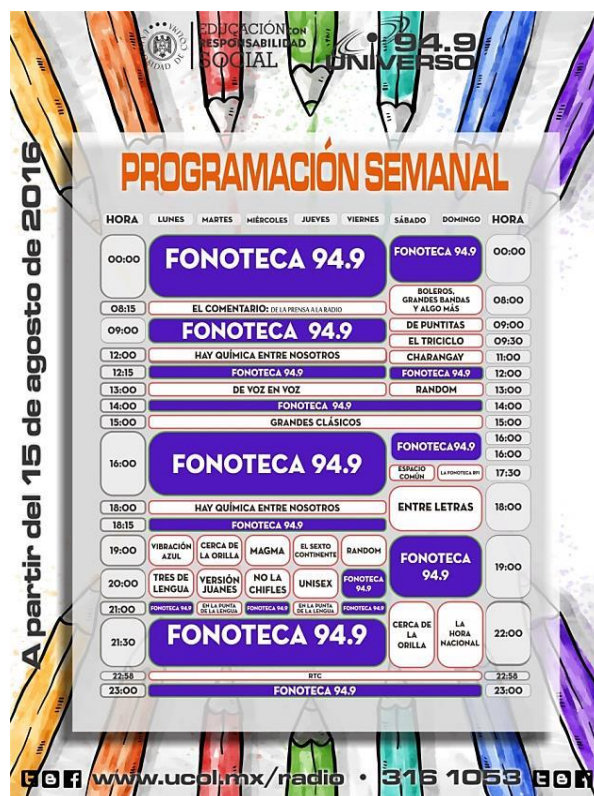 UNIVERSIDAD DE COLIMA
EDUCACIÓN CON
RESPONSABILIDAD
SOCIAL
94.9
UNIVERSO
A partir del 15 de agosto de 2016
PROGRAMACIÓN SEMANAL
HORA LUNES MARTES MIÉRCOLES JUEVES VIERNES SÁBADO DOMINGO HORA
00:00 FONOTECA 94.9 FONOTECA 94.9 00:00
BOLEROS,
GRANDES BANDAS
Y ALGO MÁS
08:00
08:15 EL COMENTARIO: DE LA PRENSA A LA RADIO
09:00 FONOTECA 94.9 DE PUNTITAS 09:00
EL TRICICLO 09:30
12:00 HAY QUÍMICA ENTRE NOSOTROS CHARANGAY 11:00
12:15 FONOTECA 94.9 FONOTECA 94.9 12:00
13:00 DE VOZ EN VOZ RANDOM 13:00
14:00 FONOTECA 94.9 14:00
15:00 GRANDES CLÁSICOS 15:00
16:00 FONOTECA 94.9 FONOTECA94.9 16:00
16:00
ESPACIO
COMÚN
LA FONOTECA RFI
17:30
18:00 HAY QUÍMICA ENTRE NOSOTROS ENTRE LETRAS 18:00
18:15 FONOTECA 94.9
19:00
VIBRACIÓN
AZUL
CERCA DE
LA ORILLA
MAGMA
EL SEXTO
CONTINENTE
RANDOM
FONOTECA
94.9
19:00
20:00
TRES DE
LENGUA
VERSIÓN
JUANES
NO LA
CHIFLES
UNISEX
FONOTECA
94.9
21:00
FONOTECA 94.9
EN LA PUNTA
DE LA LENGUA
FONOTECA 94.9
EN LA PUNTA
DE LA LENGUA
FONOTECA 94.9
21:30 FONOTECA 94.9
CERCA DE
LA
ORILLA
LA
HORA
NACIONAL
22:00
22:58 RTC 22:58
23:00 FONOTECA 94.9 23:00
www.ucol.mx/radio • 316 1053